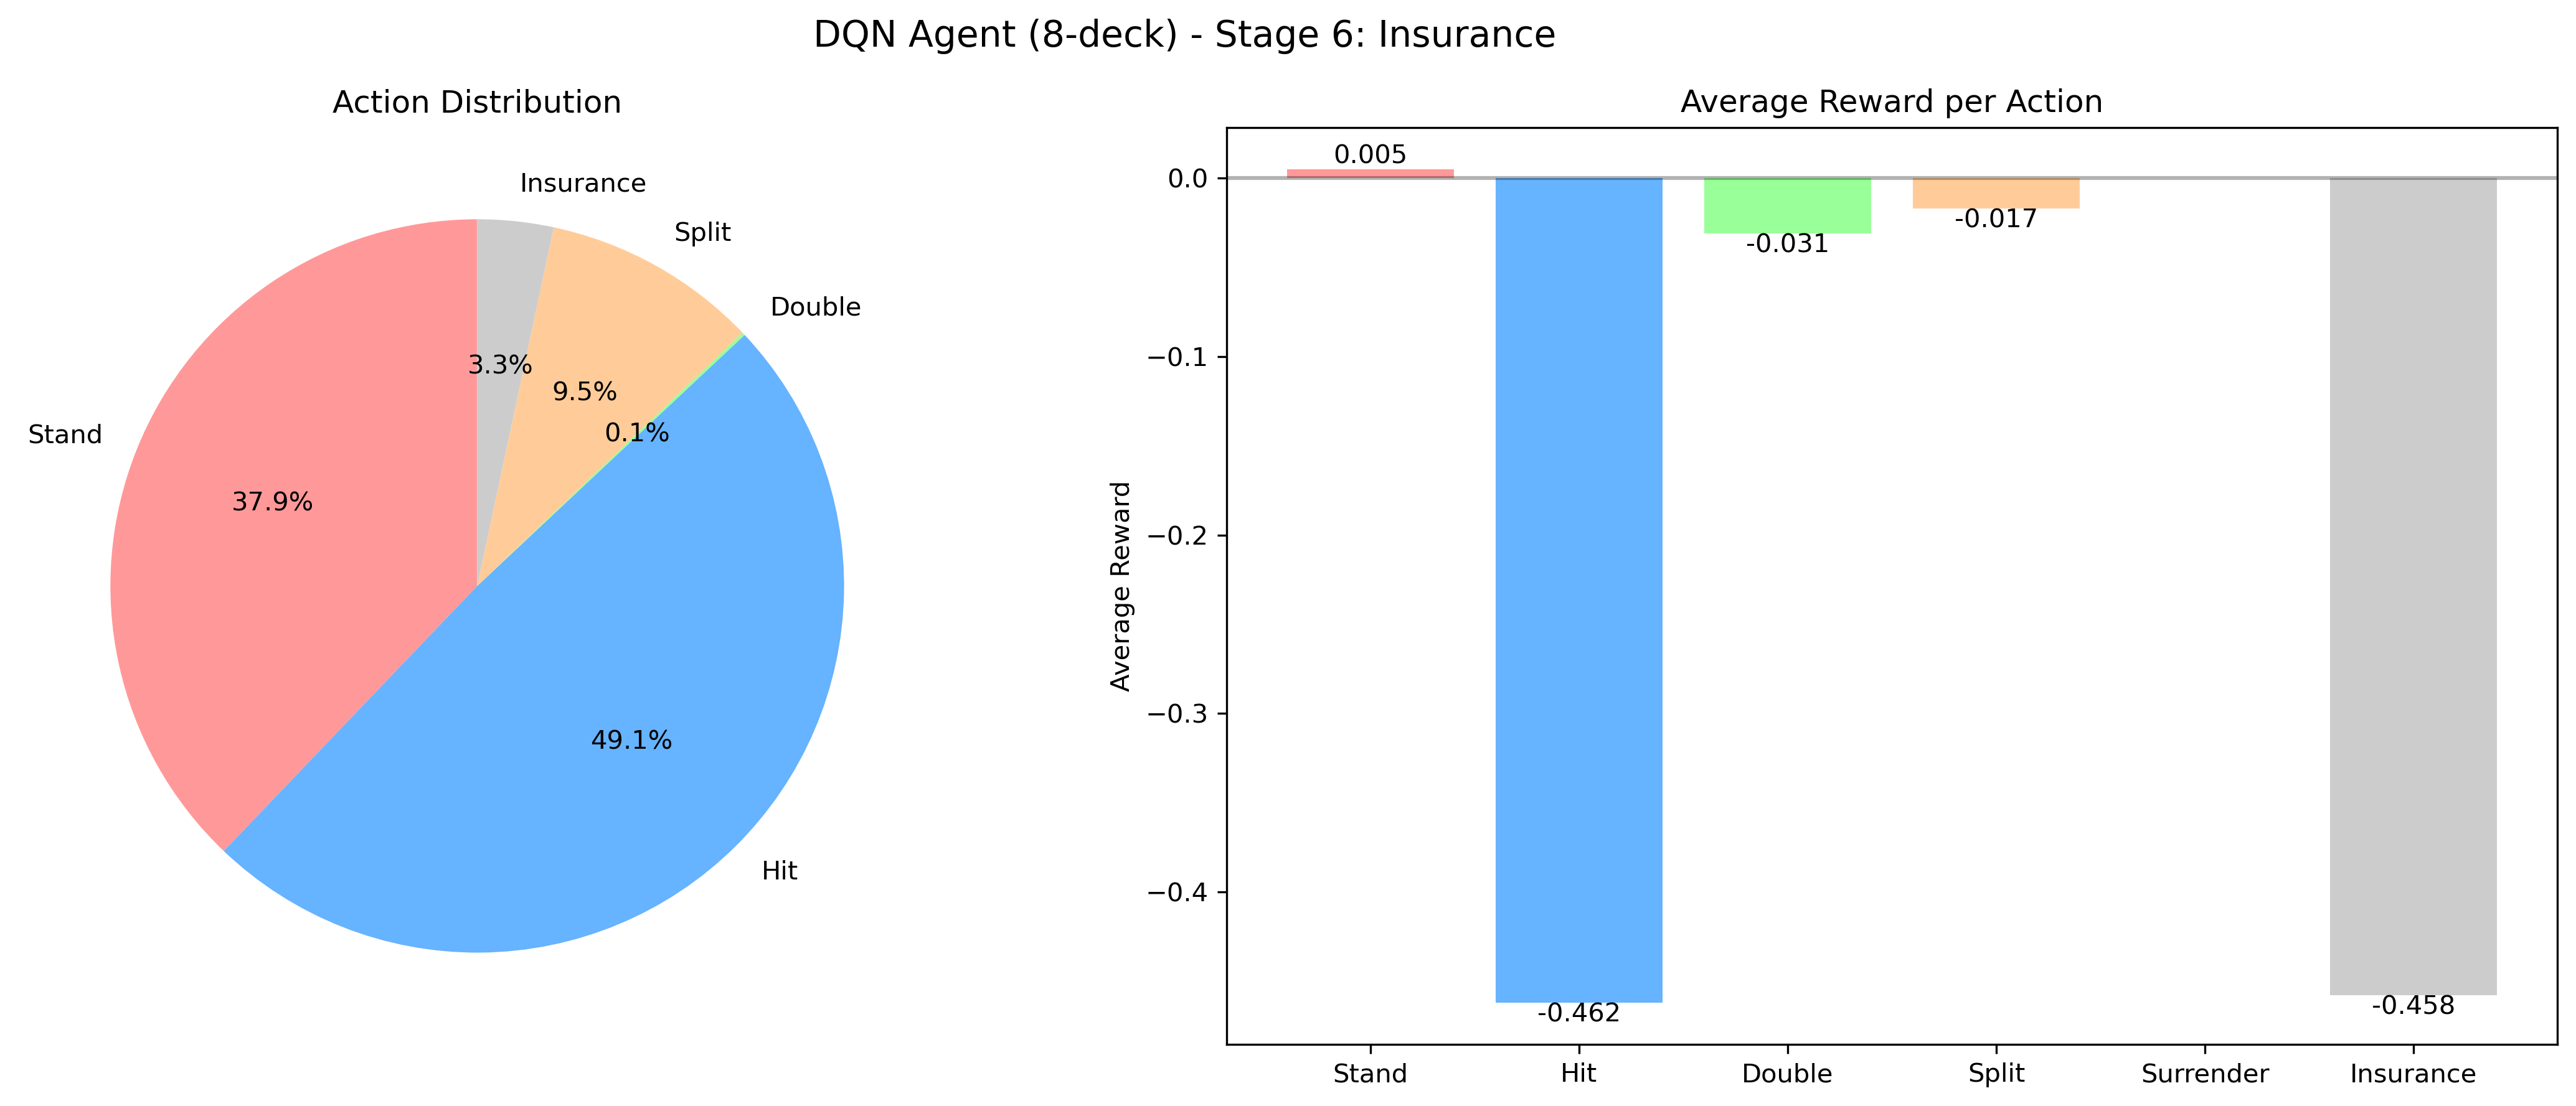 DQN Agent (8-deck) - Stage 6: Insurance
Action Distribution
Insurance
Split
Double
Stand
Hit
3.3%
9.5%
0.1%
37.9%
49.1%
Average Reward per Action
Average Reward
0.0
−0.1
−0.2
−0.3
−0.4
0.005
-0.462
-0.031
-0.017
-0.458
Stand
Hit
Double
Split
Surrender
Insurance